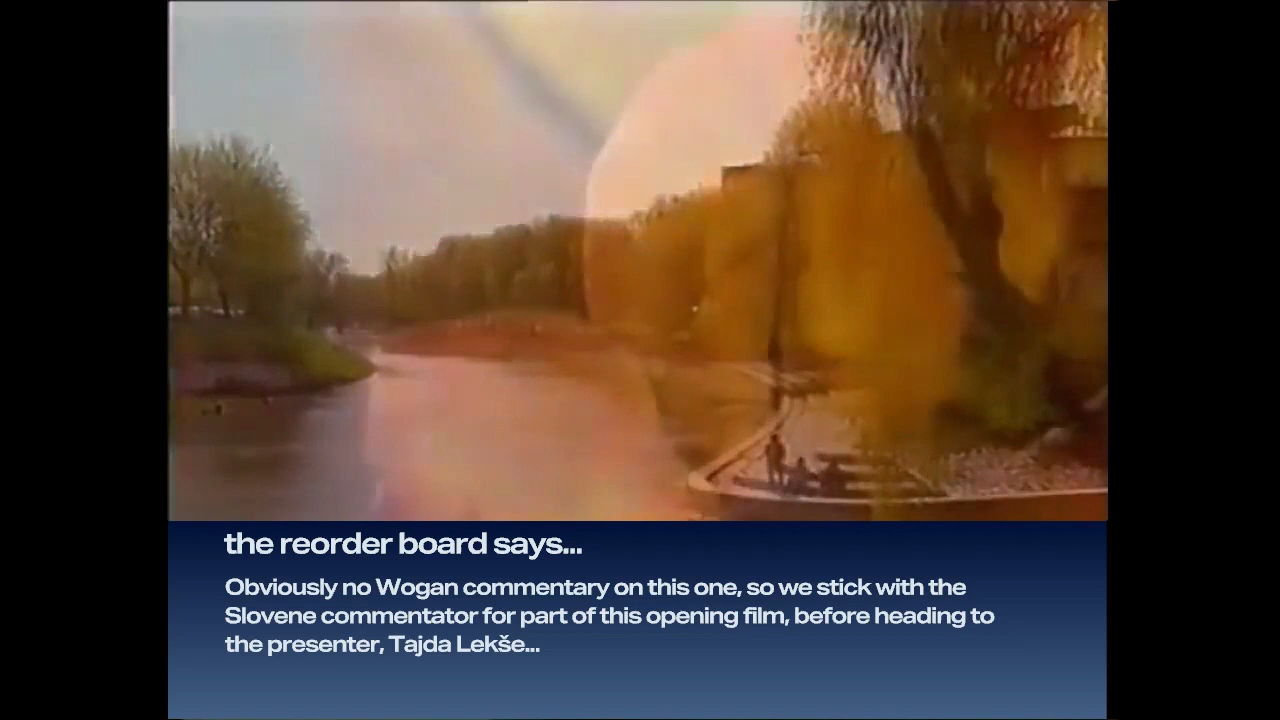 the reorder board says...
Obviously no Wogan commentary on this one, so we stick with the
Slovene commentator for part of this opening film, before heading to
the presenter, Tajda Lekše...